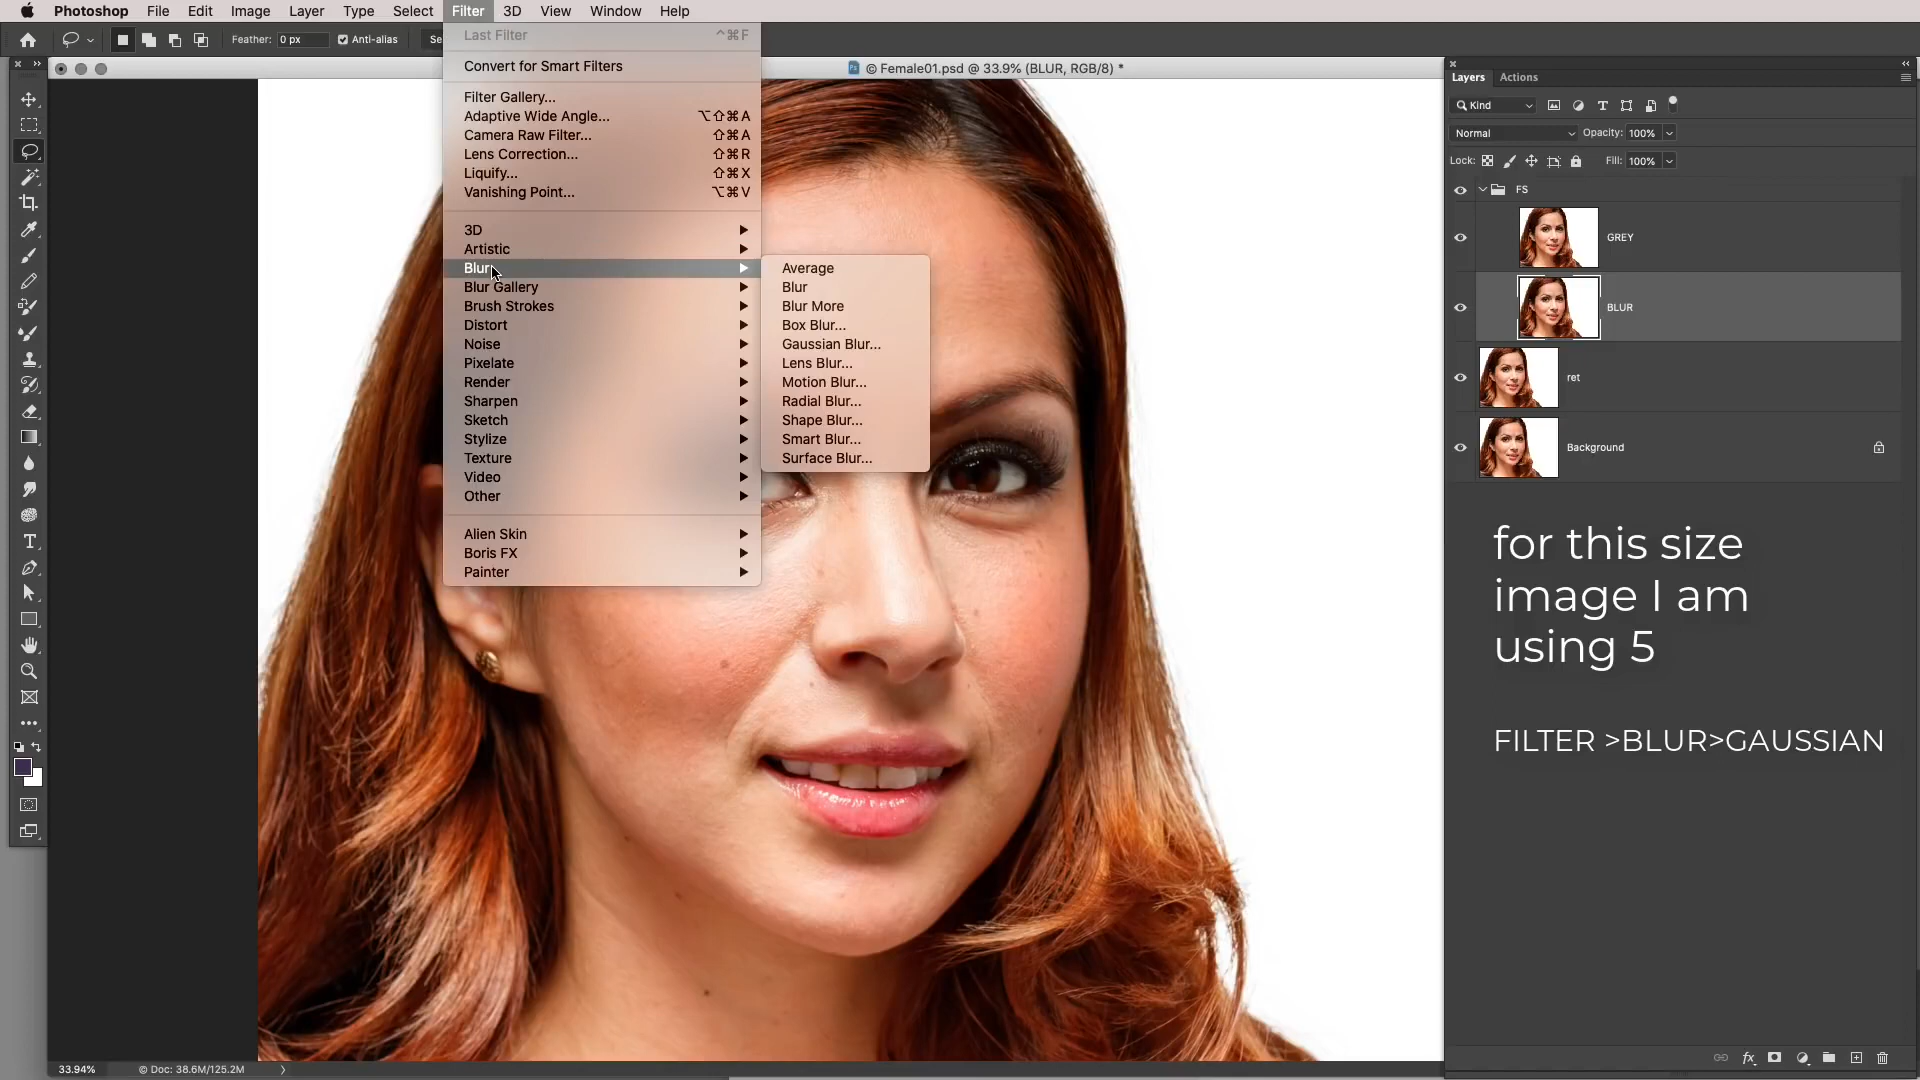 Photoshop File Edit Image Layer Type Select Filter 3D View Window Help
Feather: 0 px Anti-alias Se
© Female01.psd @ 33.9% (BLUR, RGB/8) *
Last Filter ^⌘F
Convert for Smart Filters
Filter Gallery...
Adaptive Wide Angle... ⌥⇧⌘A
Camera Raw Filter... ⇧⌘A
Lens Correction... ⇧⌘R
Liquify... ⇧⌘X
Vanishing Point... ⌥⌘V
3D
Artistic
Blur
Blur Gallery
Brush Strokes
Distort
Noise
Pixelate
Render
Sharpen
Sketch
Stylize
Texture
Video
Other
Alien Skin
Boris FX
Painter
Average
Blur
Blur More
Box Blur...
Gaussian Blur...
Lens Blur...
Motion Blur...
Radial Blur...
Shape Blur...
Smart Blur...
Surface Blur...
Layers Actions
Kind
Normal Opacity: 100%
Lock: Fill: 100%
FS
GREY
BLUR
ret
Background
for this size
image I am
using 5
FILTER >BLUR>GAUSSIAN
33.94% © Doc: 38.6M/125.2M